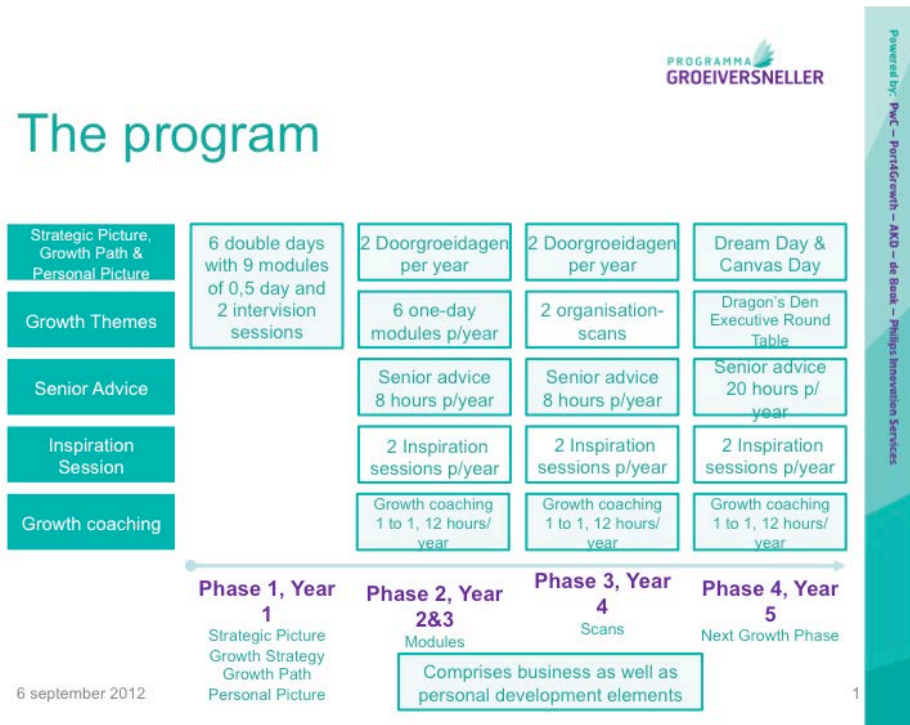 PROGRAMMA
GROEIVERSNELLER
The program
Strategic Picture,
Growth Path &
Personal Picture
6 double days
with 9 modules
of 0,5 day and
2 intervision
sessions
2 Doorgroeidagen
per year
2 Doorgroeidagen
per year
Dream Day &
Canvas Day
Growth Themes
6 one-day
modules p/year
2 organisation-
scans
Dragon's Den
Executive Round
Table
Senior Advice
Senior advice
8 hours p/year
Senior advice
8 hours p/year
Senior advice
20 hours p/
year
Inspiration
Session
2 Inspiration
sessions p/year
2 Inspiration
sessions p/year
2 Inspiration
sessions p/year
Growth coaching
Growth coaching
1 to 1, 12 hours/
year
Growth coaching
1 to 1, 12 hours/
year
Growth coaching
1 to 1, 12 hours/
year
Phase 1, Year
1
Strategic Picture
Growth Strategy
Growth Path
Personal Picture
Phase 2, Year
2&3
Modules
Phase 3, Year
4
Scans
Phase 4, Year
5
Next Growth Phase
Comprises business as well as
personal development elements
6 september 2012
1
Powered by: PwC – Port4Growth – AKD – de Boek – Philips Innovation Services